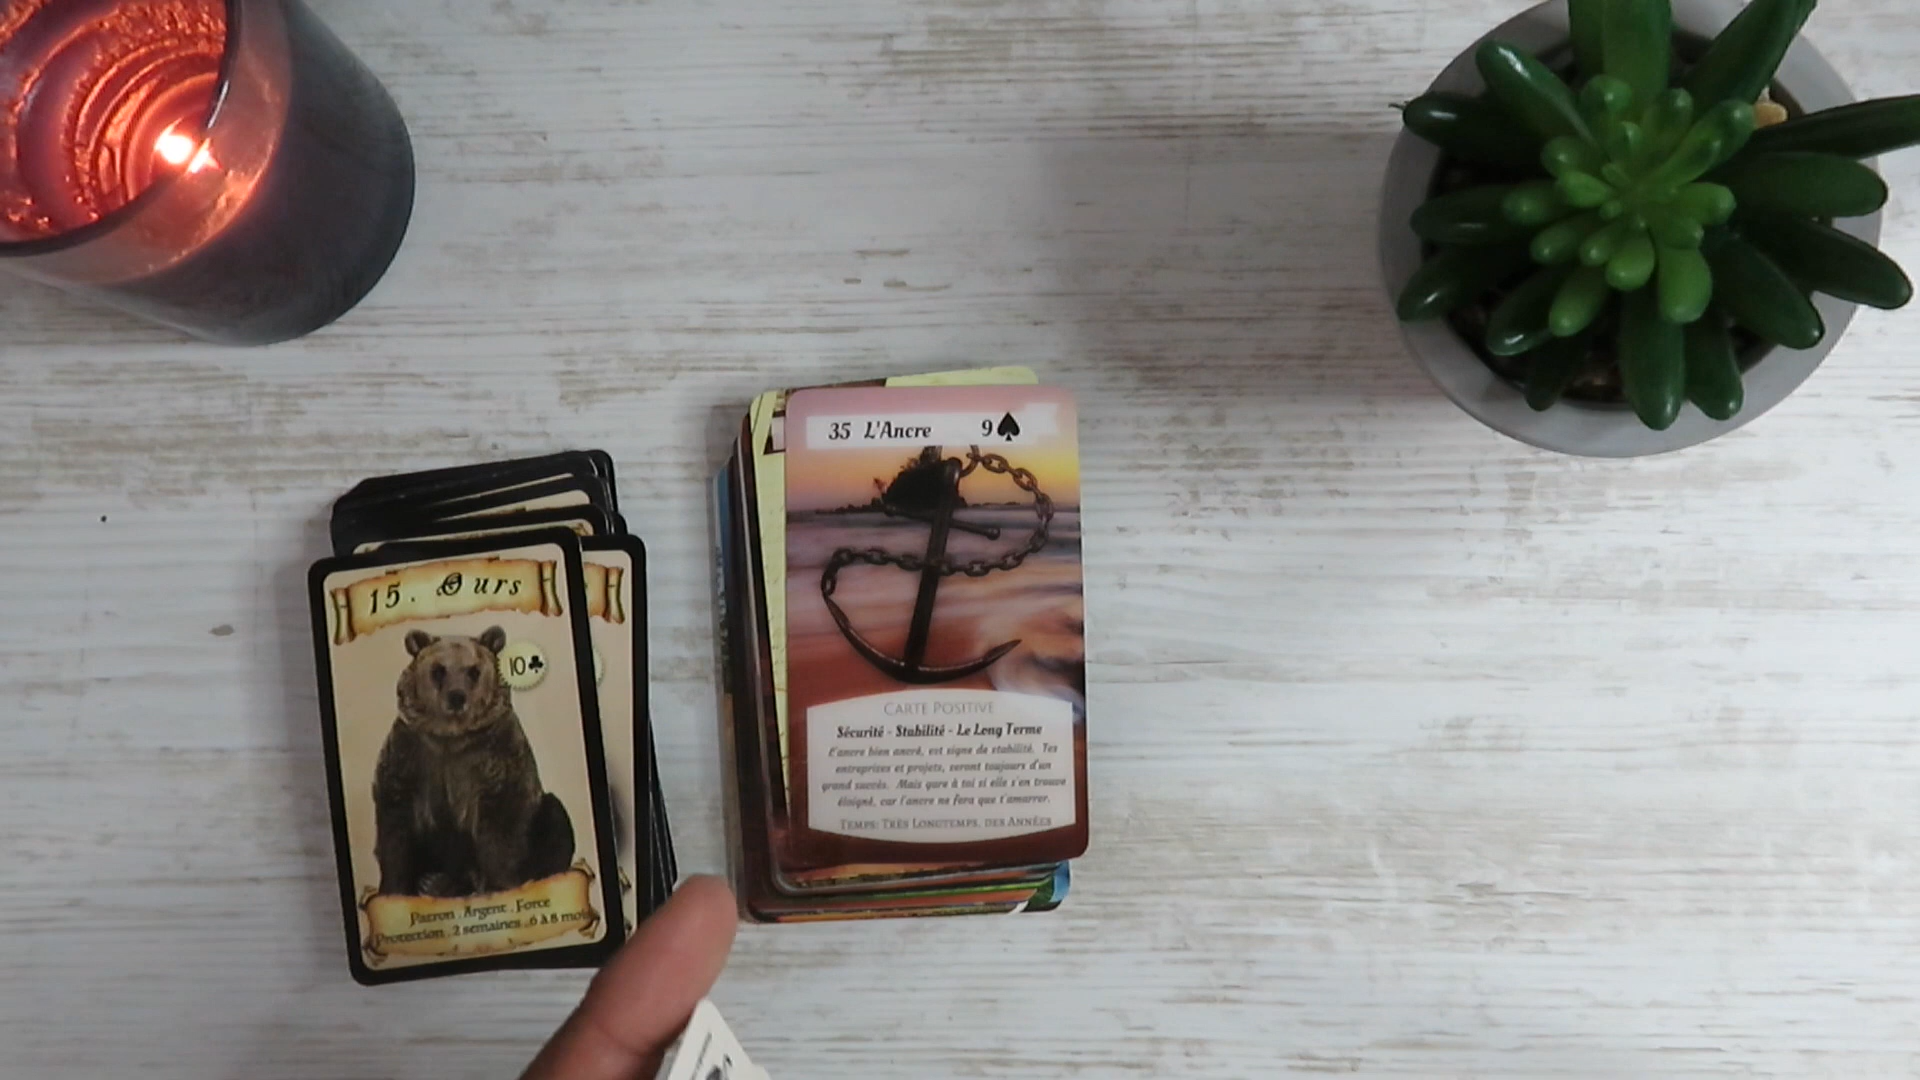 15. Ours
10♣
Patron . Argent . Force
Protection . 2 semaines . 6 à 8 mois
35 L'Ancre 9♠
CARTE POSITIVE
Sécurité - Stabilité - Le Long Terme
L'ancre bien ancré, est signe de stabilité. Tes
entreprises et projets, seront toujours d'un
grand succès. Mais gare à toi si elle s'en trouve
éloigné, car l'ancre ne fera que t'amarrer.
TEMPS: TRÈS LONGTEMPS, DES ANNÉES